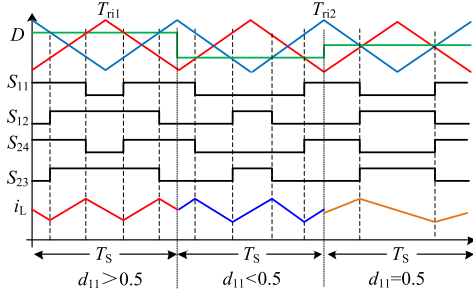 T_ri1 T_ri2
D
S_11
S_12
S_24
S_23
i_L
T_S T_S T_S
d_11>0.5 d_11<0.5 d_11=0.5